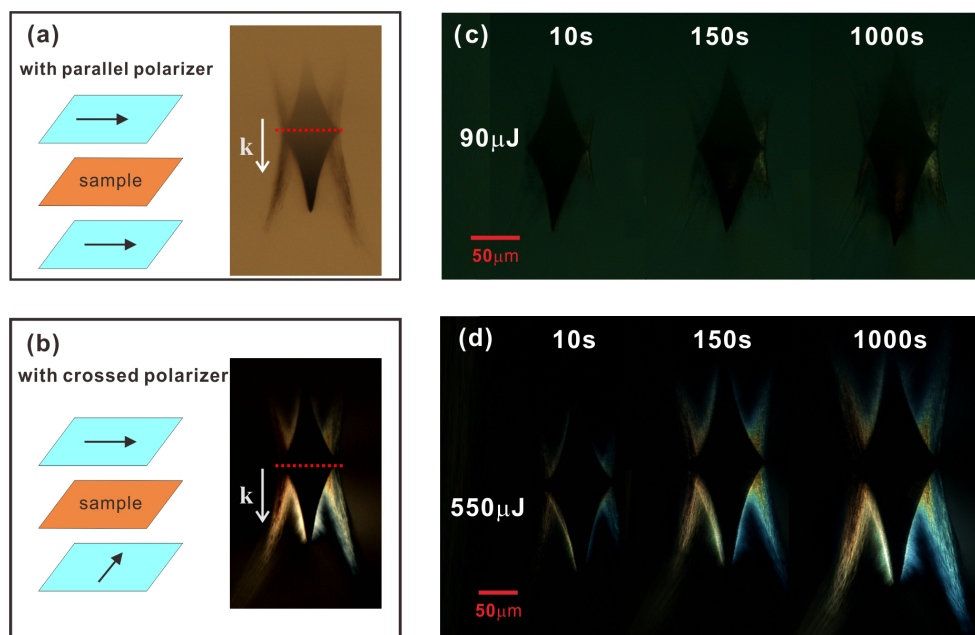 (a)
with parallel polarizer
sample
k
(b)
with crossed polarizer
sample
k
(c)
10s 150s 1000s
90μJ
50μm
(d)
10s 150s 1000s
550μJ
50μm